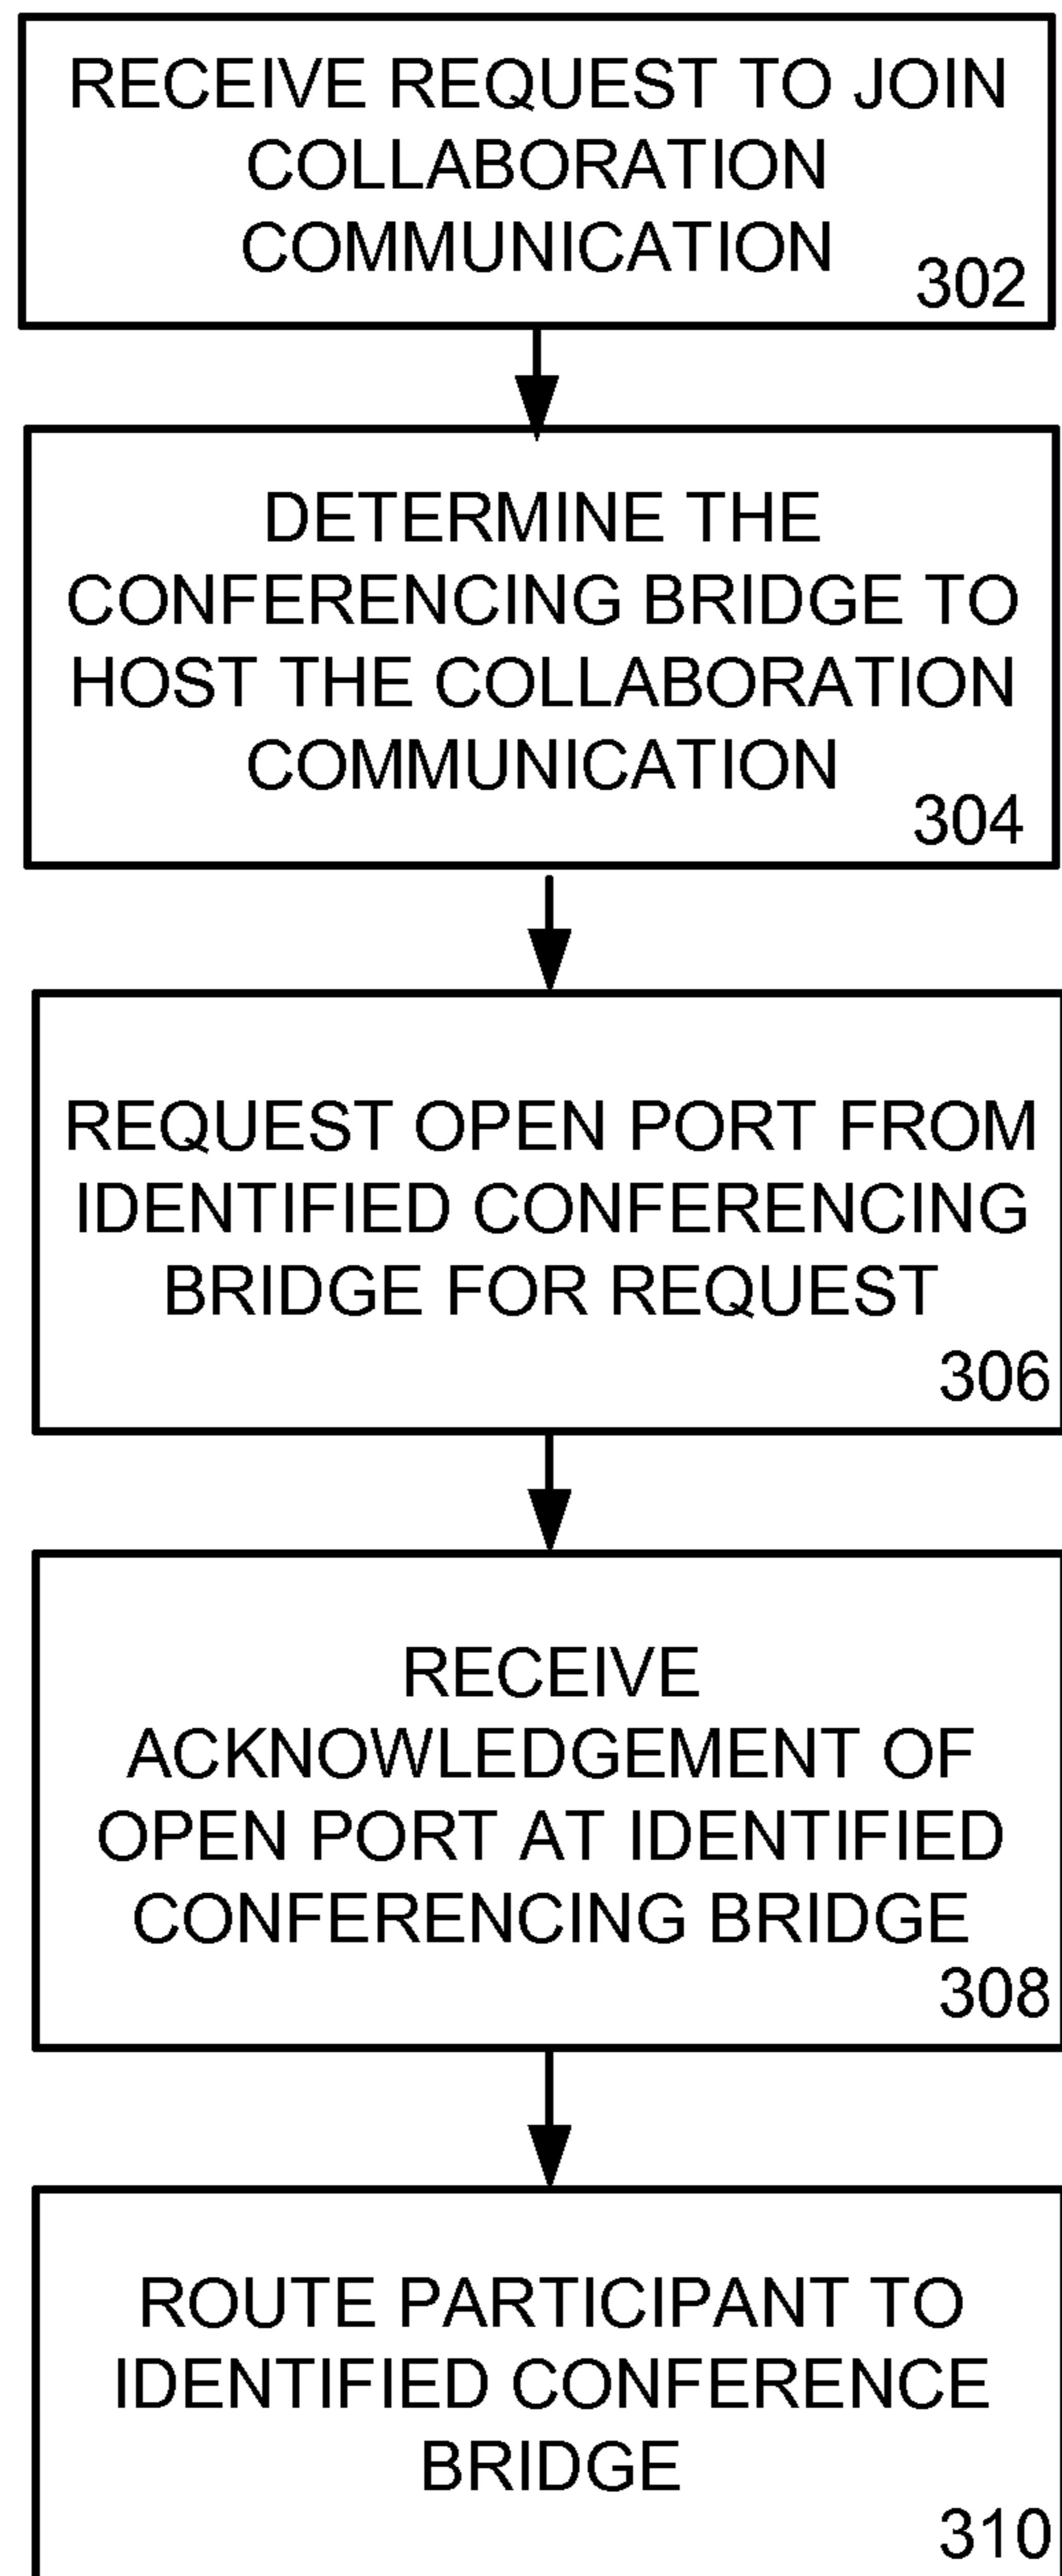 RECEIVE REQUEST TO JOIN
COLLABORATION
COMMUNICATION
302
DETERMINE THE
CONFERENCING BRIDGE TO
HOST THE COLLABORATION
COMMUNICATION
304
REQUEST OPEN PORT FROM
IDENTIFIED CONFERENCING
BRIDGE FOR REQUEST
306
RECEIVE
ACKNOWLEDGEMENT OF
OPEN PORT AT IDENTIFIED
CONFERENCING BRIDGE
308
ROUTE PARTICIPANT TO
IDENTIFIED CONFERENCE
BRIDGE
310